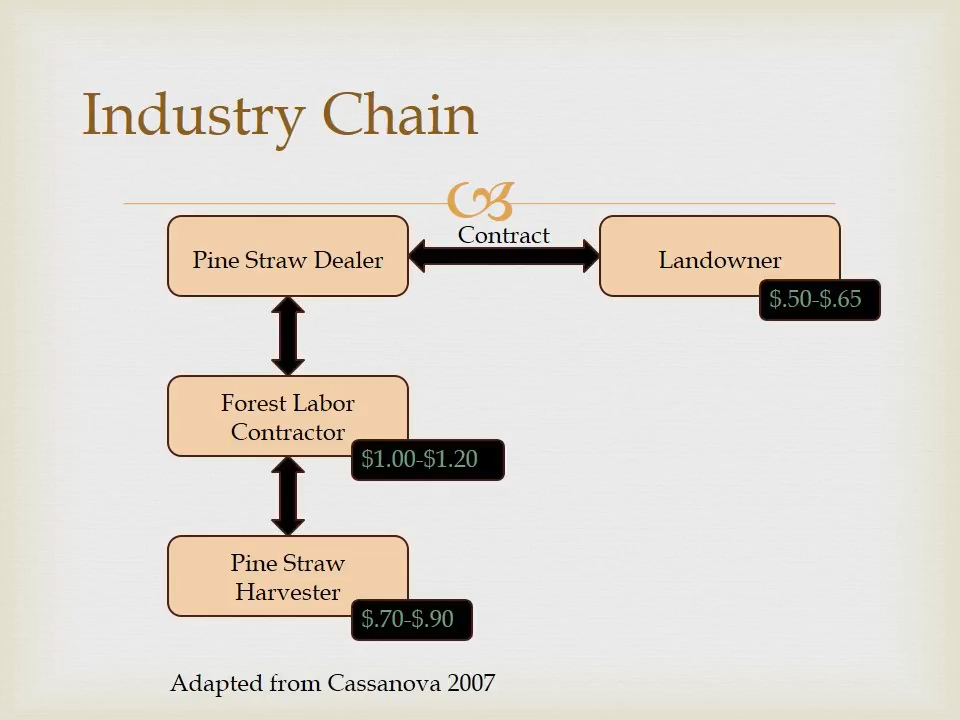 Industry Chain
Contract
Pine Straw Dealer
Landowner
$.50-$.65
Forest Labor
Contractor
$1.00-$1.20
Pine Straw
Harvester
$.70-$.90
Adapted from Cassanova 2007